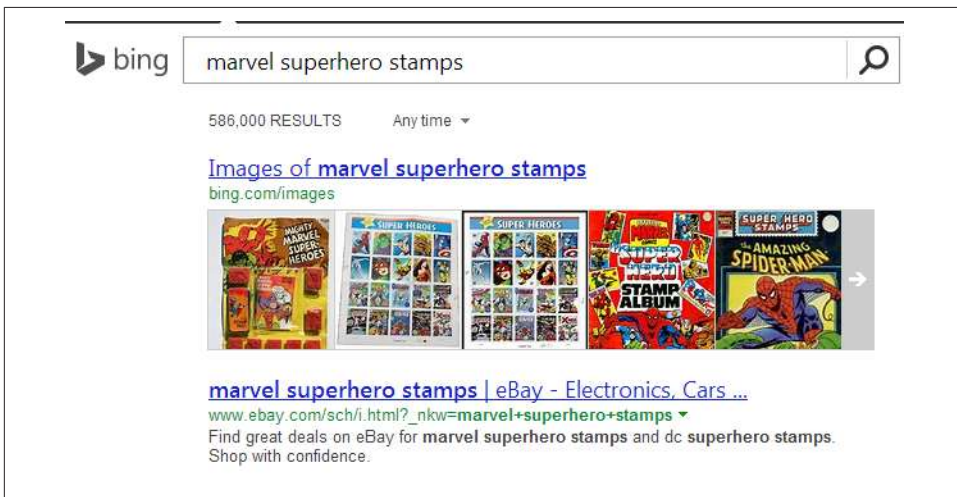 bing
marvel superhero stamps
586,000 RESULTS Any time
Images of marvel superhero stamps
bing.com/images
MIGHTY
MARVEL
SUPER-
HEROES
SUPER HEROES
SUPER HEROES
MARVEL
SUPER
HERO
STAMP
ALBUM
SUPER HERO
STAMPS
the AMAZING
SPIDER-MAN
marvel superhero stamps | eBay - Electronics, Cars ...
www.ebay.com/sch/i.html?_nkw=marvel+superhero+stamps
Find great deals on eBay for marvel superhero stamps and dc superhero stamps.
Shop with confidence.